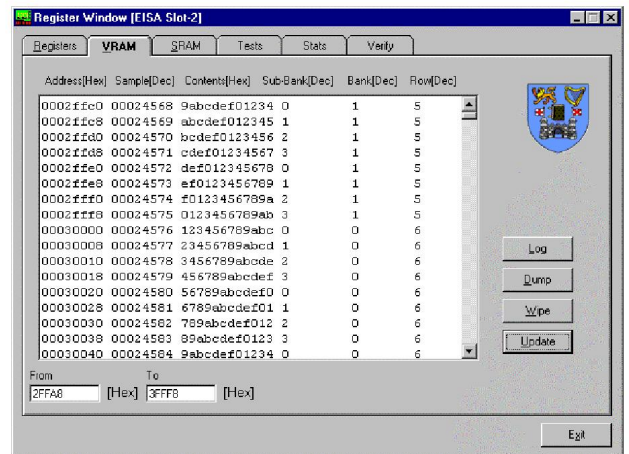 Register Window [EISA Slot-2]
Registers VRAM SRAM Tests Stats Verify
Address[Hex] Sample[Dec] Contents[Hex] Sub-Bank[Dec] Bank[Dec] Row[Dec]
0002ffc0 00024568 9abcdef01234 0 1 5
0002ffc8 00024569 abcdef012345 1 1 5
0002ffd0 00024570 bcdef0123456 2 1 5
0002ffd8 00024571 cdef01234567 3 1 5
0002ffe0 00024572 def012345678 0 1 5
0002ffe8 00024573 ef0123456789 1 1 5
0002fff0 00024574 f0123456789a 2 1 5
0002fff8 00024575 0123456789ab 3 1 5
00030000 00024576 123456789abc 0 0 6
00030008 00024577 23456789abcd 1 0 6
00030010 00024578 3456789abcde 2 0 6
00030018 00024579 456789abcdef 3 0 6
00030020 00024580 56789abcdef0 0 0 6
00030028 00024581 6789abcdef01 1 0 6
00030030 00024582 789abcdef012 2 0 6
00030038 00024583 89abcdef0123 3 0 6
00030040 00024584 9abcdef01234 0 0 6
Log
Dump
Wipe
Update
From To
2FFA8 [Hex] 3FFF8 [Hex]
Exit